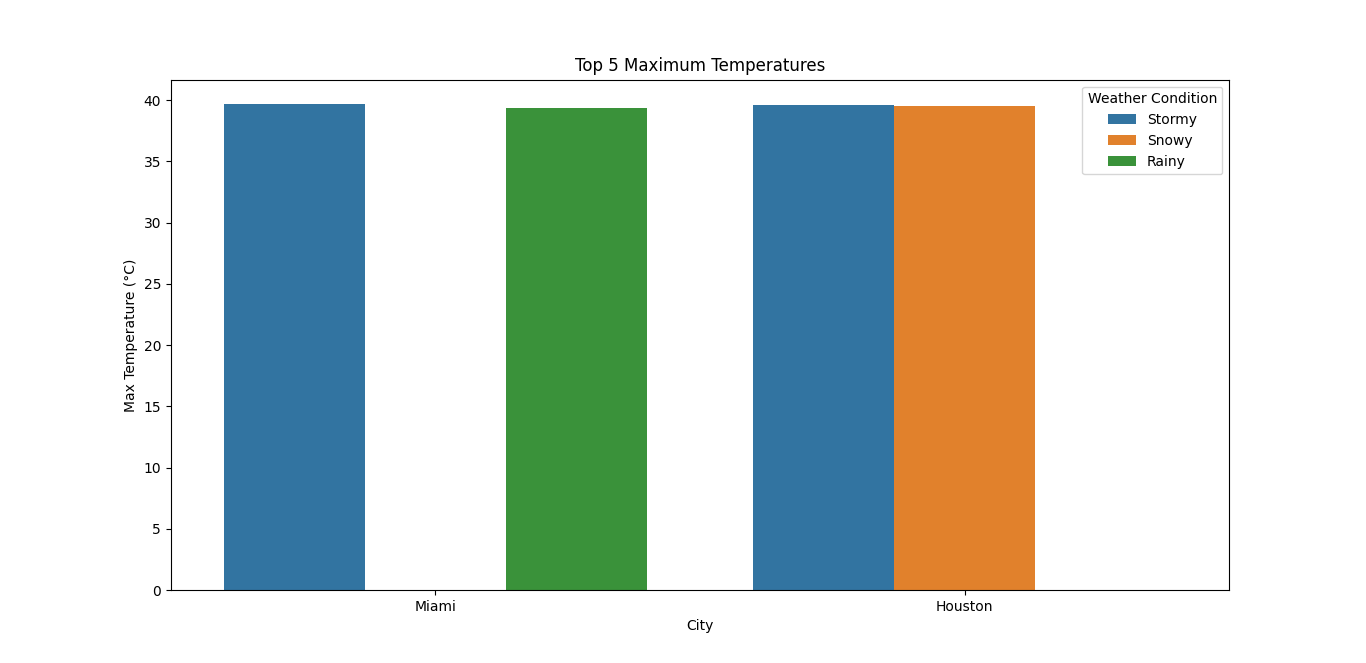 Top 5 Maximum Temperatures
Max Temperature (°C)
40
35
30
25
20
15
10
5
0
Weather Condition
Stormy
Snowy
Rainy
Miami
Houston
City